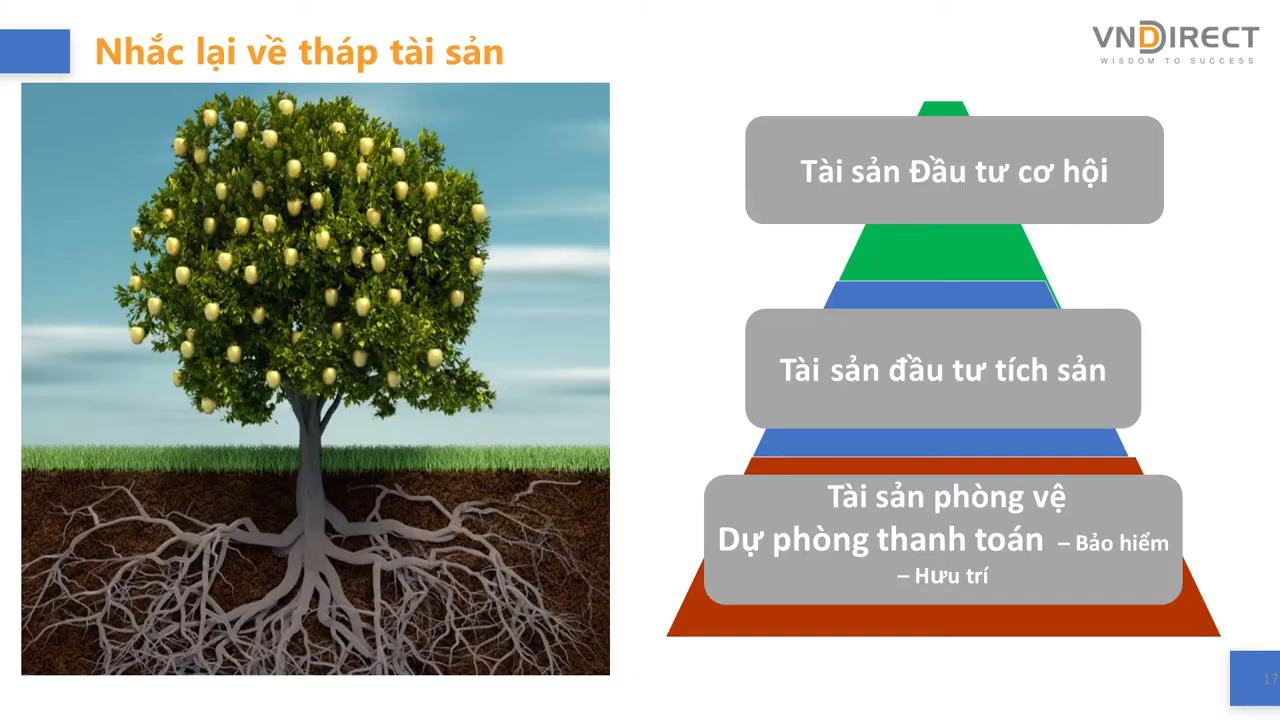 Nhắc lại về tháp tài sản
VNDIRECT
WISDOM TO SUCCESS
Tài sản Đầu tư cơ hội
Tài sản đầu tư tích sản
Tài sản phòng vệ
Dự phòng thanh toán – Bảo hiểm
– Hưu trí
17